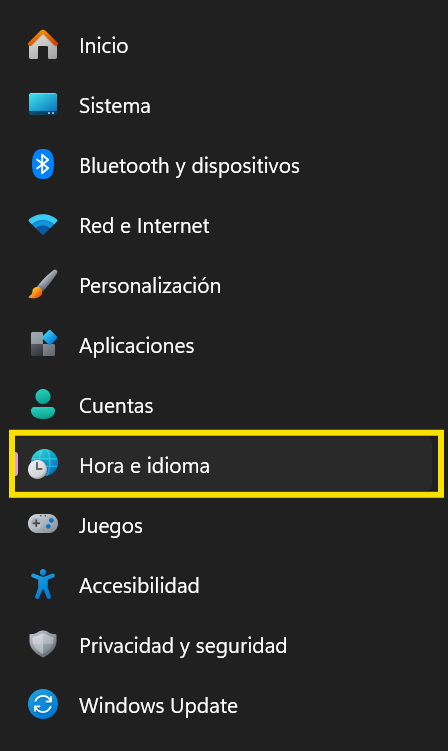 Inicio
Sistema
Bluetooth y dispositivos
Red e Internet
Personalización
Aplicaciones
Cuentas
Hora e idioma
Juegos
Accesibilidad
Privacidad y seguridad
Windows Update